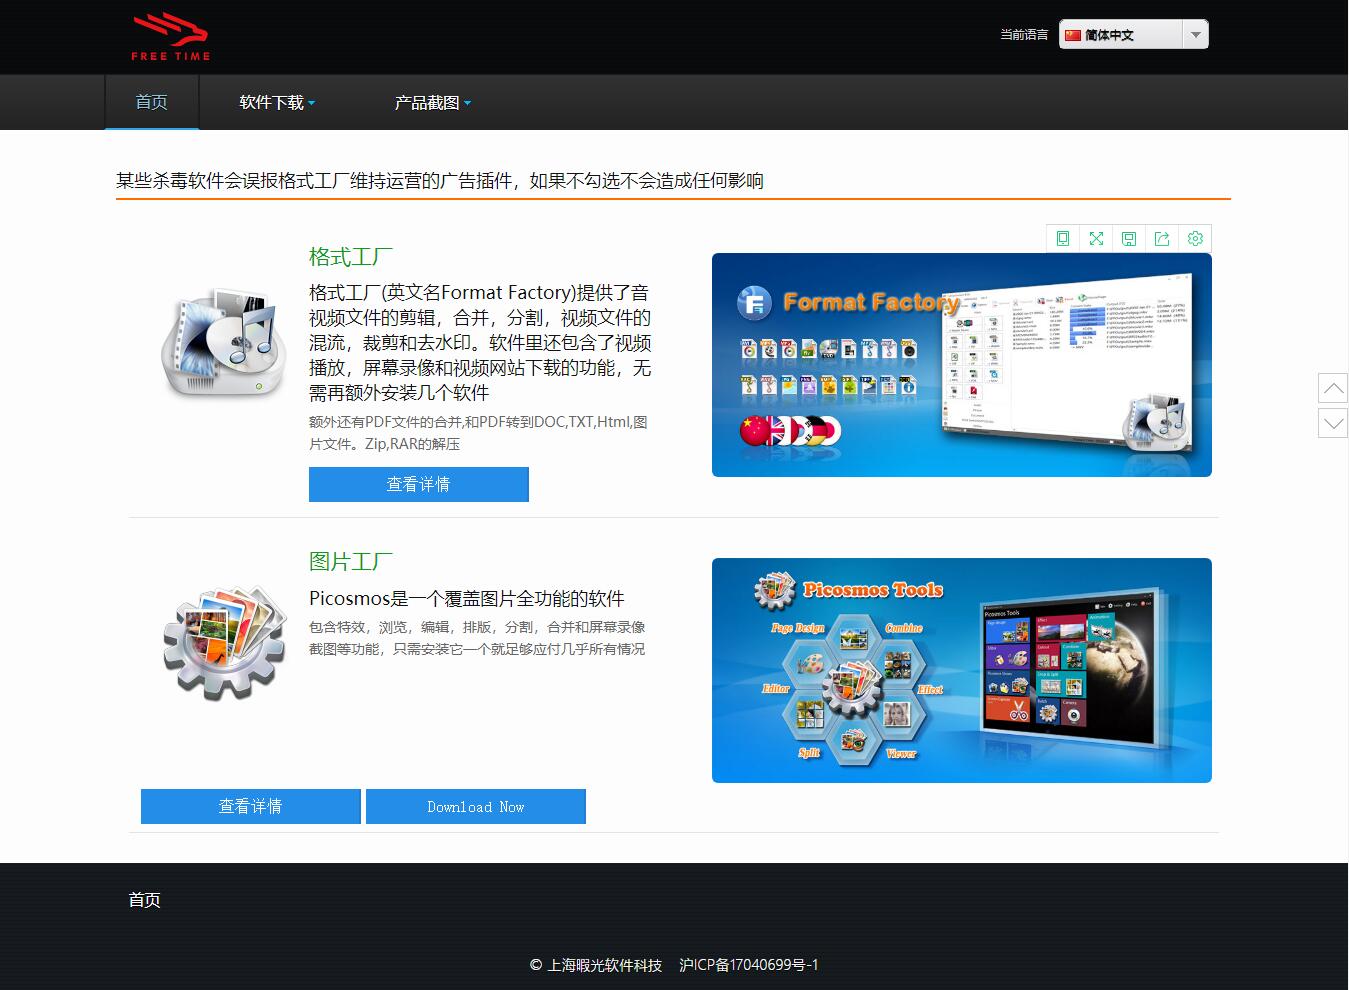 FREE TIME
当前语言
简体中文
首页
软件下载
产品截图
某些杀毒软件会误报格式工厂维持运营的广告插件，如果不勾选不会造成任何影响
格式工厂
格式工厂(英文名Format Factory)提供了音
视频文件的剪辑，合并，分割，视频文件的
混流，裁剪和去水印。软件里还包含了视频
播放，屏幕录像和视频网站下载的功能，无
需再额外安装几个软件
额外还有PDF文件的合并,和PDF转到DOC,TXT,Html,图
片文件。Zip,RAR的解压
查看详情
Format Factory
图片工厂
Picosmos是一个覆盖图片全功能的软件
包含特效，浏览，编辑，排版，分割，合并和屏幕录像
截图等功能，只需安装它一个就足够应付几乎所有情况
Picosmos Tools
Page Design
Combine
Editor
Effect
Split
Viewer
Picosmos Tools
查看详情
Download Now
首页
© 上海暇光软件科技 沪ICP备17040699号-1